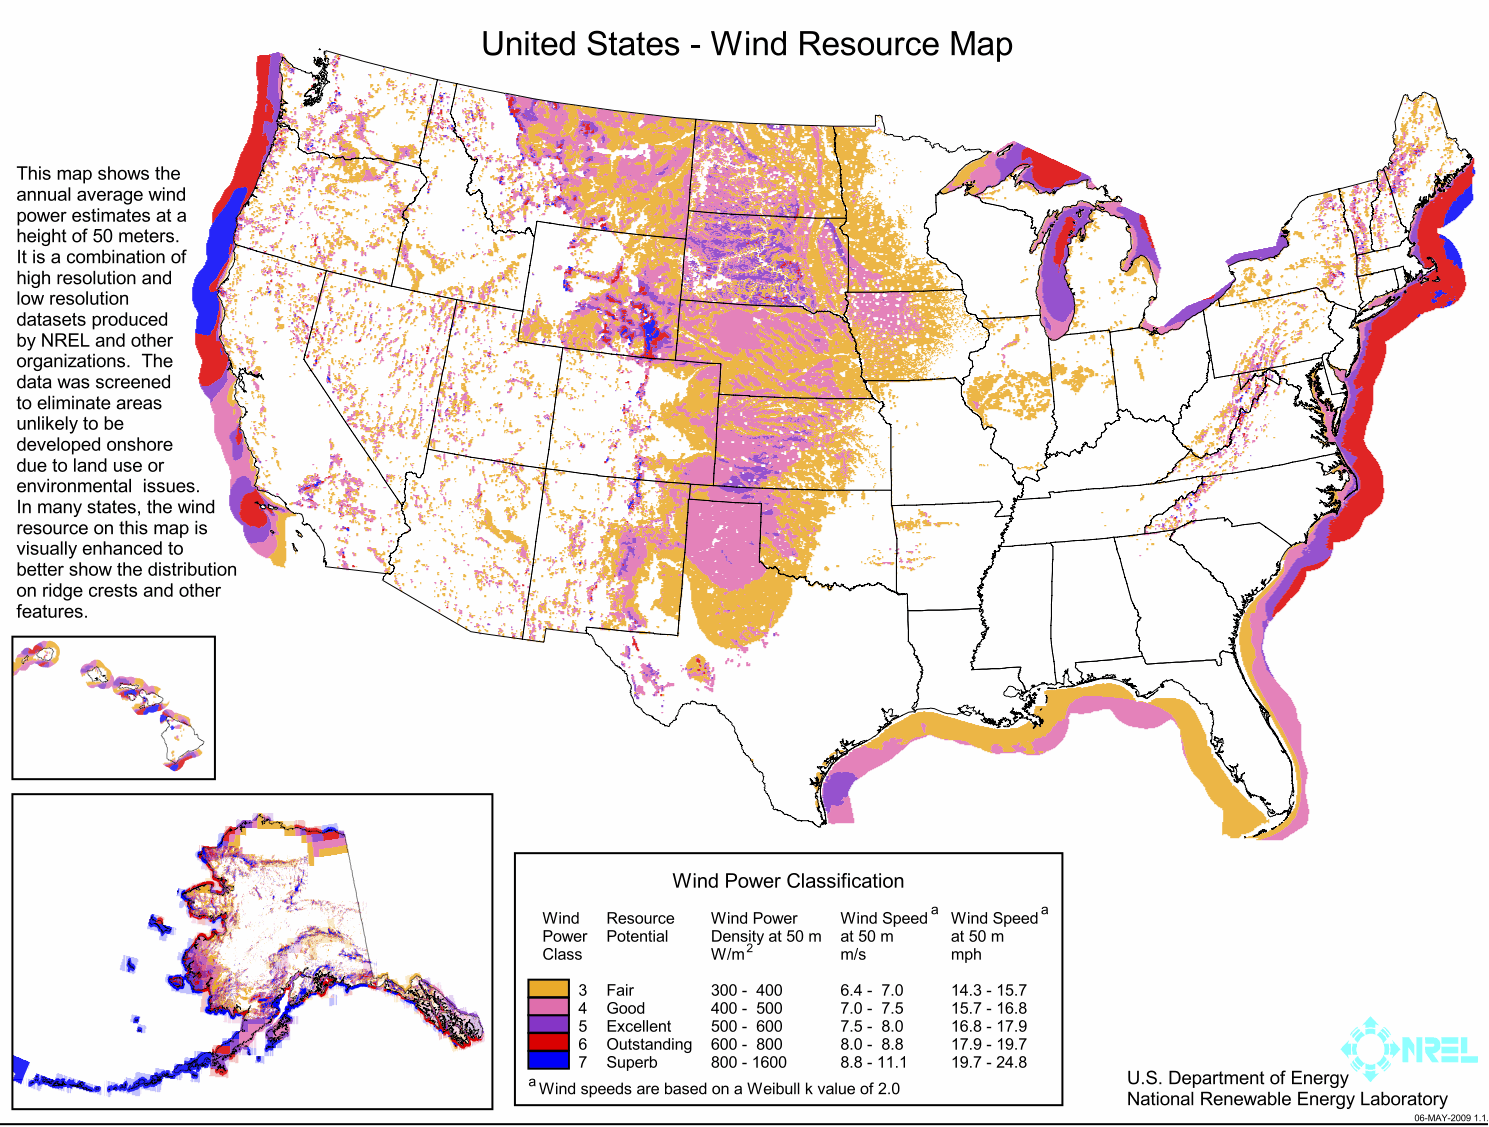 United States - Wind Resource Map
This map shows the
annual average wind
power estimates at a
height of 50 meters.
It is a combination of
high resolution and
low resolution
datasets produced
by NREL and other
organizations.  The
data was screened
to eliminate areas
unlikely to be
developed onshore
due to land use or
environmental  issues.
In many states, the wind
resource on this map is
visually enhanced to
better show the distribution
on ridge crests and other
features.
Wind Power Classification
Wind Resource Wind Power Wind Speed a Wind Speed a
Power Potential Density at 50 m at 50 m at 50 m
Class W/m2 m/s mph
3 Fair 300 - 400 6.4 - 7.0 14.3 - 15.7
4 Good 400 - 500 7.0 - 7.5 15.7 - 16.8
5 Excellent 500 - 600 7.5 - 8.0 16.8 - 17.9
6 Outstanding 600 - 800 8.0 - 8.8 17.9 - 19.7
7 Superb 800 - 1600 8.8 - 11.1 19.7 - 24.8
a Wind speeds are based on a Weibull k value of 2.0
NREL
U.S. Department of Energy
National Renewable Energy Laboratory
06-MAY-2009 1.1.